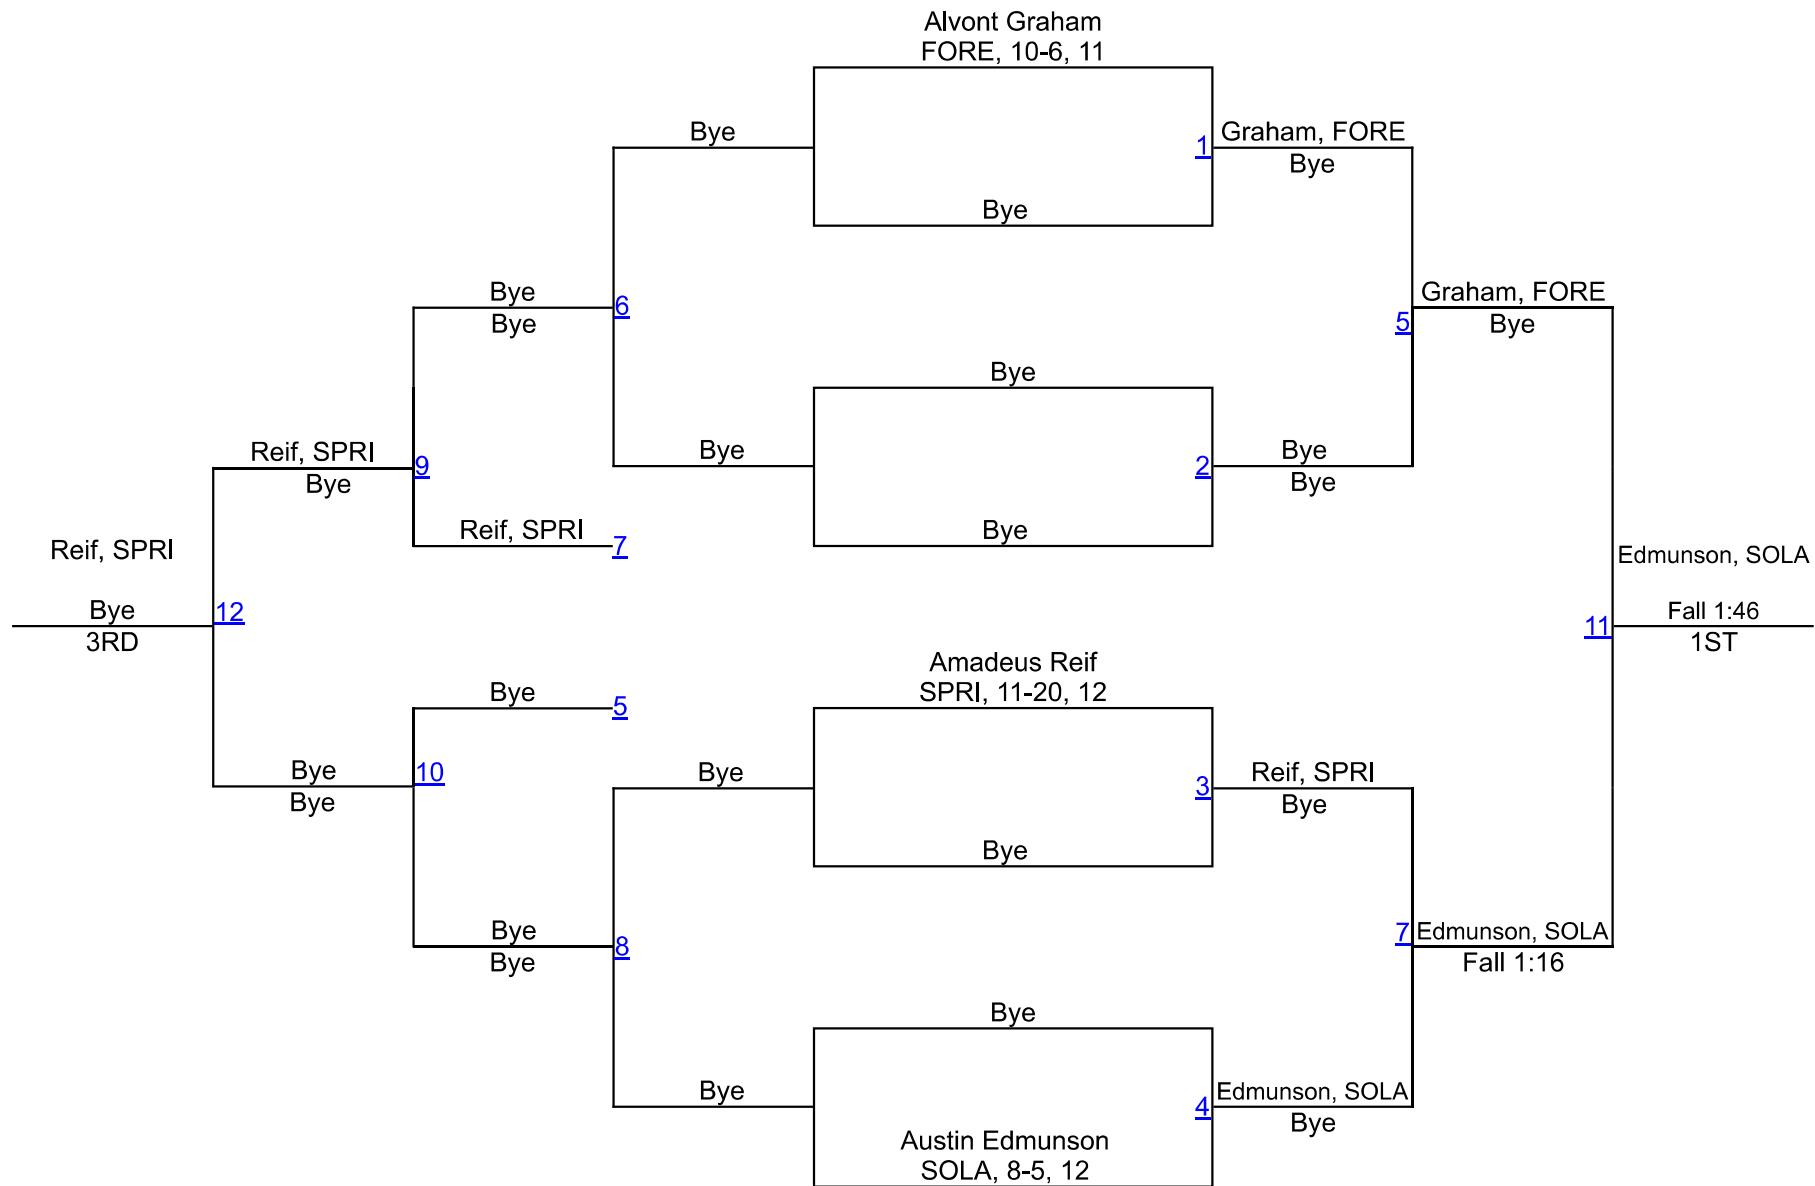 Alvont Graham
FORE, 10-6, 11
Bye
1
Graham, FORE
Bye
Bye
Bye
Bye
6
Graham, FORE
5
Bye
Bye
Reif, SPRI
Bye
9
Bye
2
Bye
Bye
Reif, SPRI
7
Bye
Reif, SPRI
Edmunson, SOLA
Bye
12
3RD
Fall 1:46
11
1ST
Amadeus Reif
SPRI, 11-20, 12
Bye
5
Bye
Bye
10
Bye
3
Reif, SPRI
Bye
Bye
Bye
Bye
8
7
Edmunson, SOLA
Fall 1:16
Bye
Bye
4
Edmunson, SOLA
Bye
Austin Edmunson
SOLA, 8-5, 12